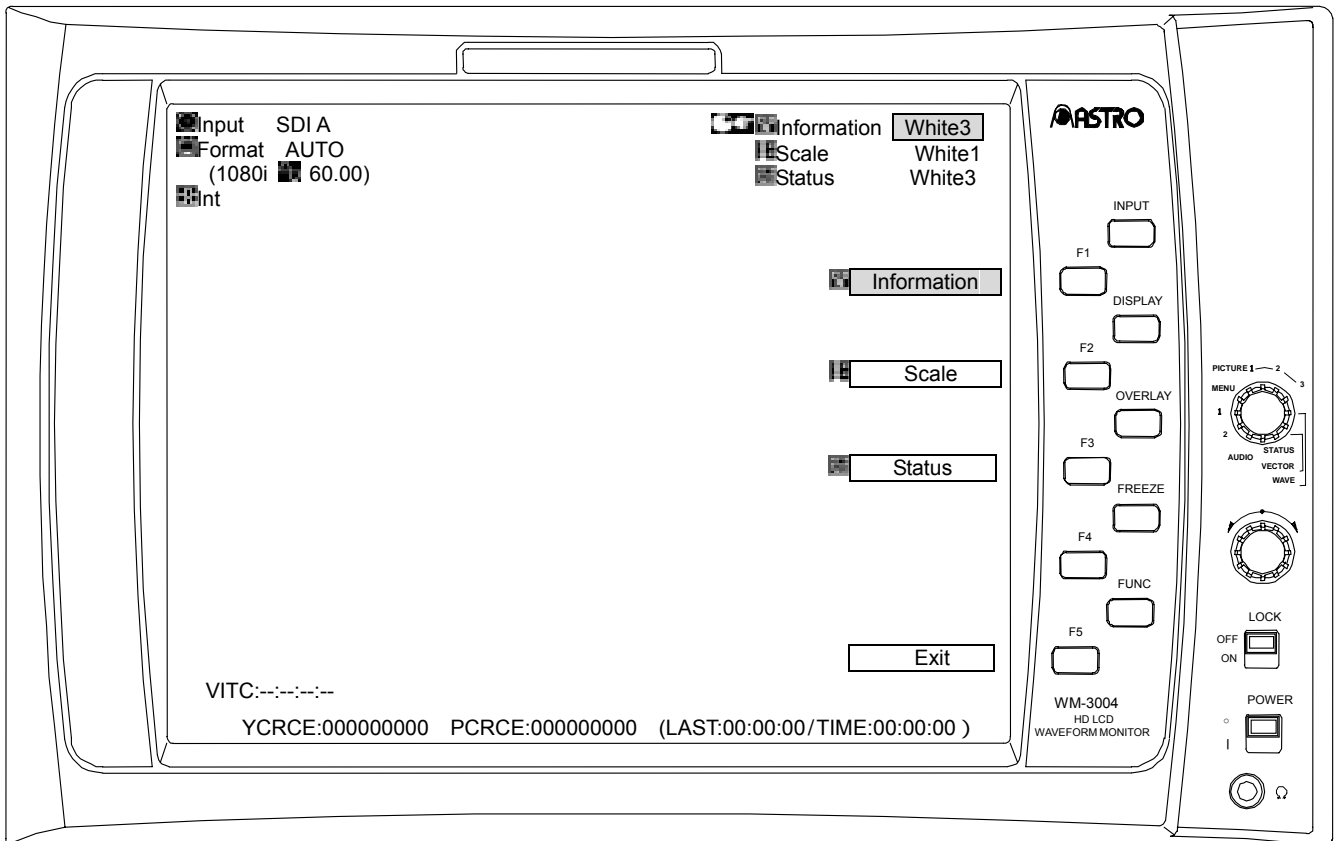 Input SDI A
Format AUTO
(1080i 60.00)
Int
Information White3
Scale White1
Status White3
Information
Scale
Status
Exit
VITC:--:--:--:--
YCRCE:000000000 PCRCE:000000000 (LAST:00:00:00/TIME:00:00:00 )
ASTRO
INPUT
F1
DISPLAY
F2
OVERLAY
F3
FREEZE
F4
FUNC
F5
WM-3004
HD LCD
WAVEFORM MONITOR
PICTURE 1 2
3
MENU
1
2
AUDIO
STATUS
VECTOR
WAVE
LOCK
OFF
ON
POWER